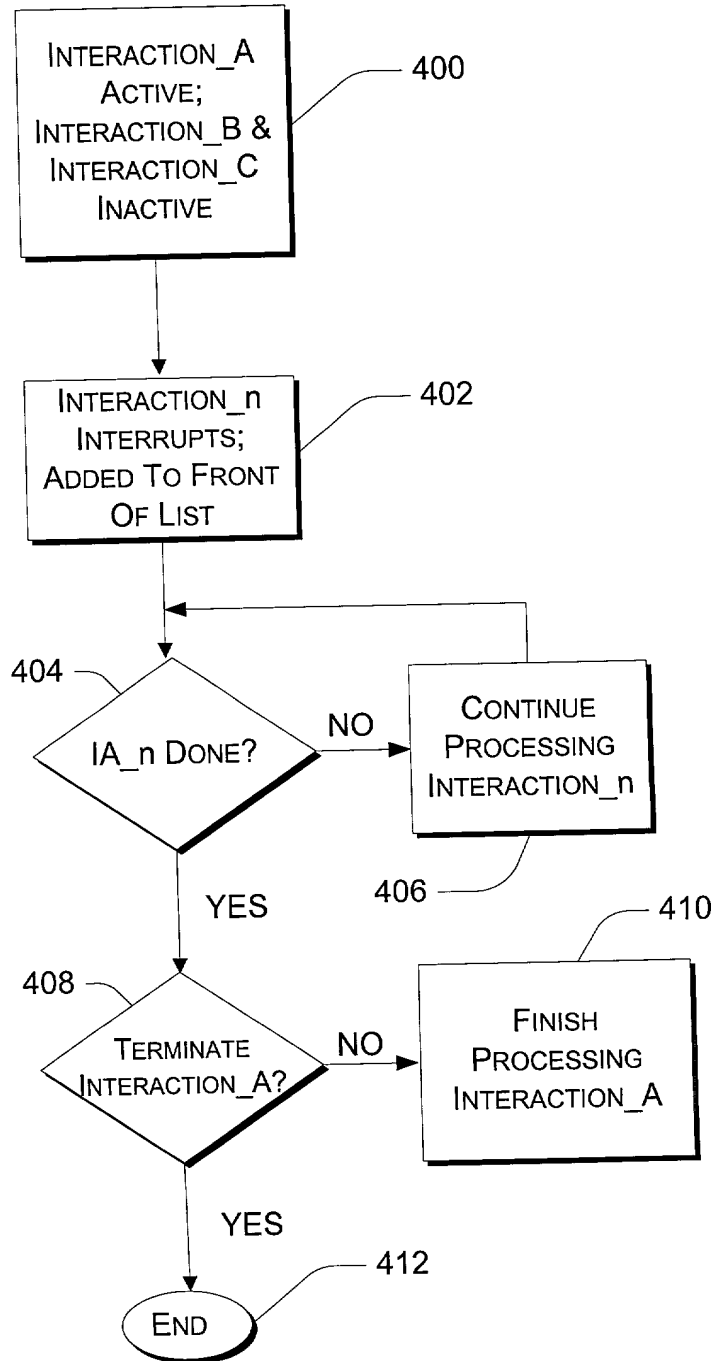 INTERACTION_A
ACTIVE;
INTERACTION_B &
INTERACTION_C
INACTIVE
400
INTERACTION_n
INTERRUPTS;
ADDED TO FRONT
OF LIST
402
404
IA_n DONE?
NO
CONTINUE
PROCESSING
INTERACTION_n
406
YES
408
TERMINATE
INTERACTION_A?
NO
410
FINISH
PROCESSING
INTERACTION_A
YES
END
412